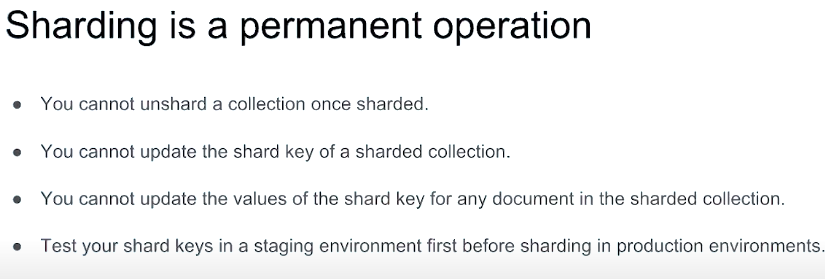 Sharding is a permanent operation
● You cannot unshard a collection once sharded.
● You cannot update the shard key of a sharded collection.
● You cannot update the values of the shard key for any document in the sharded collection.
● Test your shard keys in a staging environment first before sharding in production environments.